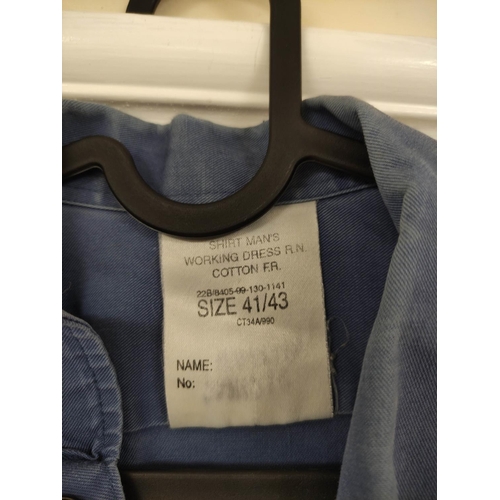 SHIRT MAN'S
WORKING DRESS R.N.
COTTON F.R.
22B/8405-99-130-1141
SIZE 41/43
CT34A/990
NAME:
No: